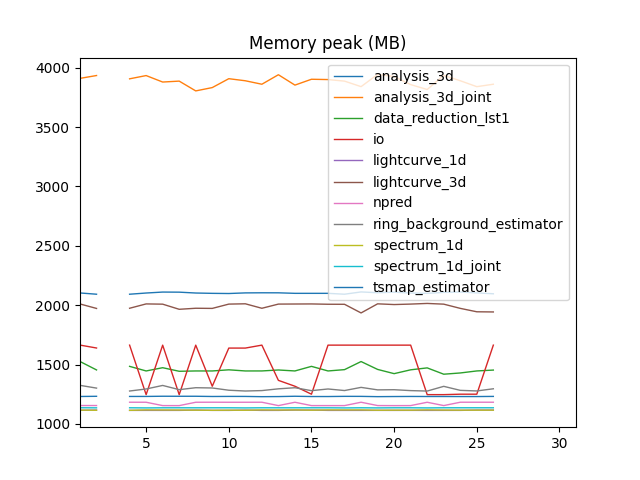 Memory peak (MB)
4000
3500
3000
2500
2000
1500
1000
analysis_3d
analysis_3d_joint
data_reduction_lst1
io
lightcurve_1d
lightcurve_3d
npred
ring_background_estimator
spectrum_1d
spectrum_1d_joint
tsmap_estimator
5 10 15 20 25 30